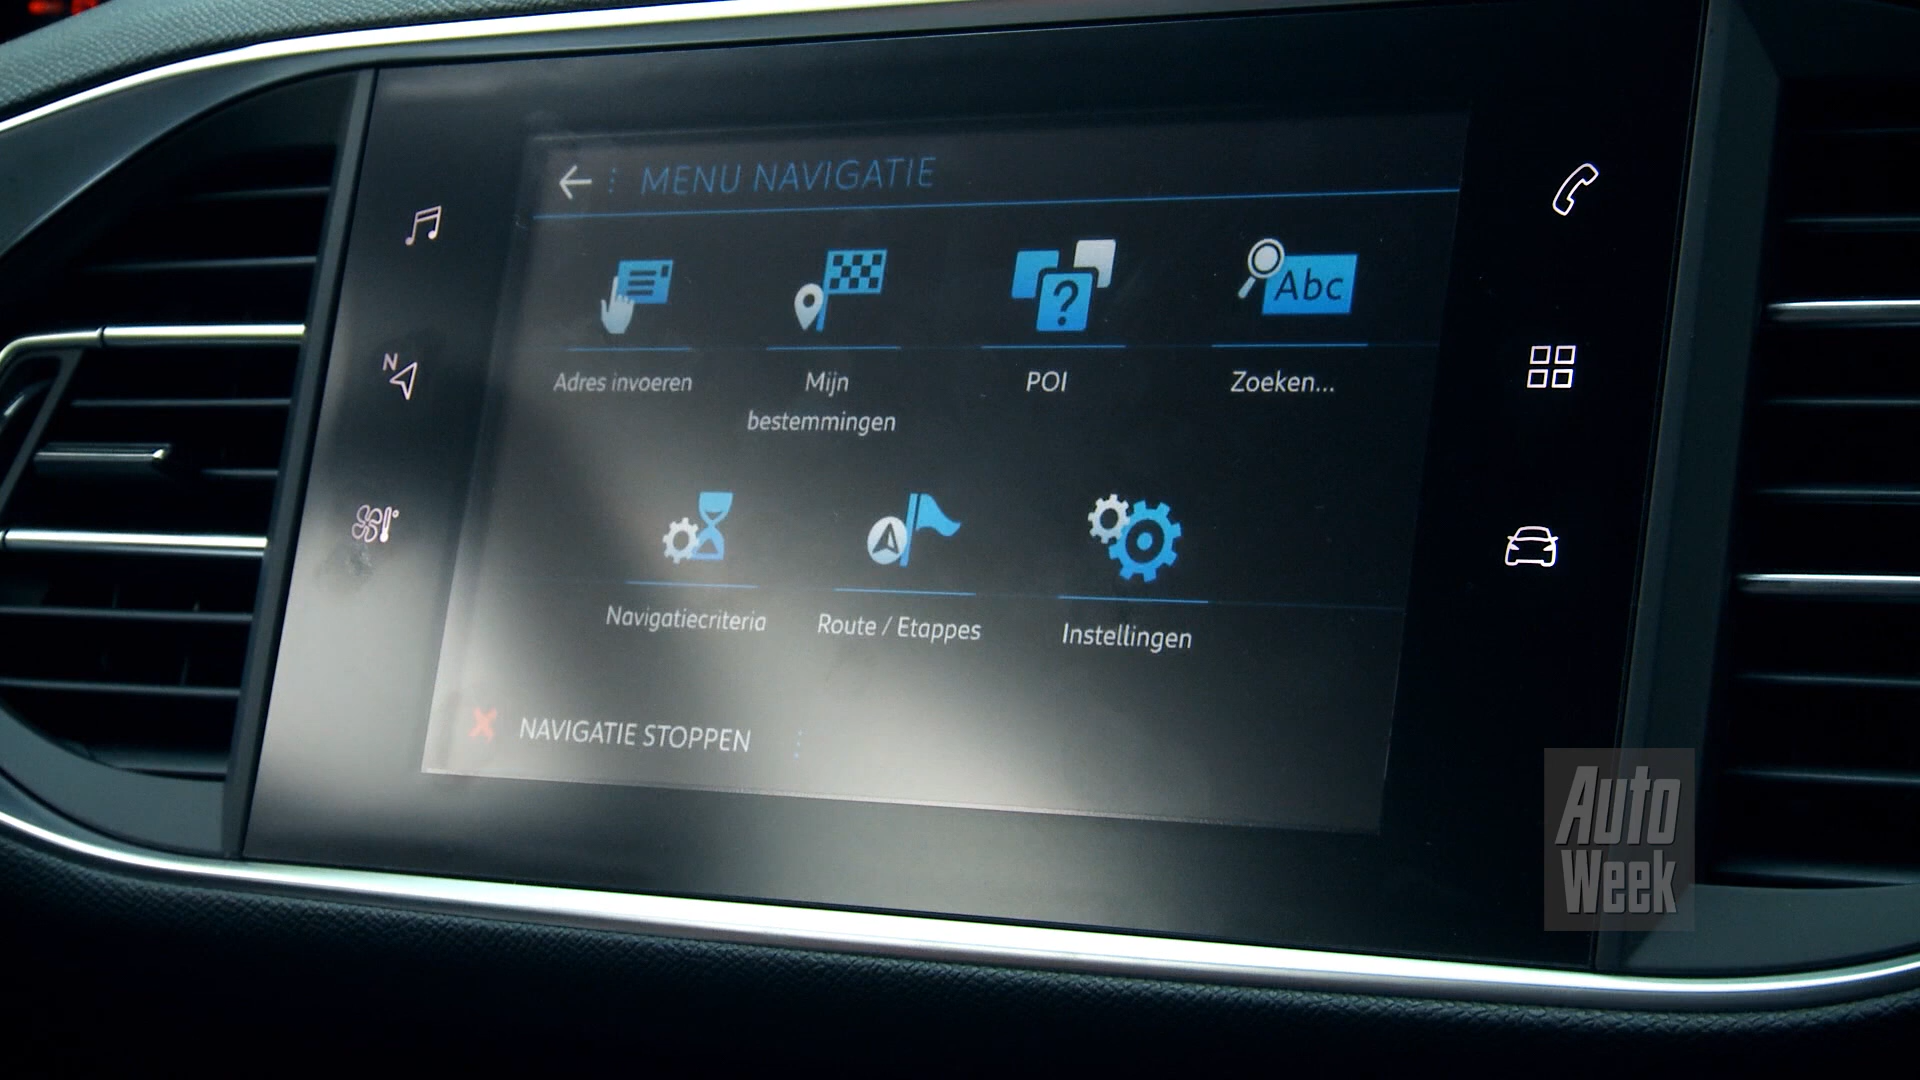 MENU NAVIGATIE
N
Abc
?
Adres invoeren
Mijn
bestemmingen
POI
Zoeken...
Navigatiecriteria
Route / Etappes
Instellingen
NAVIGATIE STOPPEN
Auto
Week